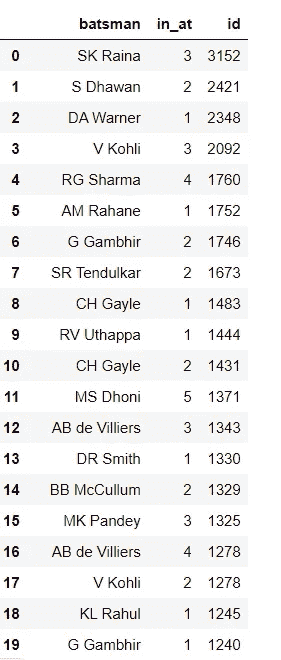 batsman in_at id
0 SK Raina 3 3152
1 S Dhawan 2 2421
2 DA Warner 1 2348
3 V Kohli 3 2092
4 RG Sharma 4 1760
5 AM Rahane 1 1752
6 G Gambhir 2 1746
7 SR Tendulkar 2 1673
8 CH Gayle 1 1483
9 RV Uthappa 1 1444
10 CH Gayle 2 1431
11 MS Dhoni 5 1371
12 AB de Villiers 3 1343
13 DR Smith 1 1330
14 BB McCullum 2 1329
15 MK Pandey 3 1325
16 AB de Villiers 4 1278
17 V Kohli 2 1278
18 KL Rahul 1 1245
19 G Gambhir 1 1240